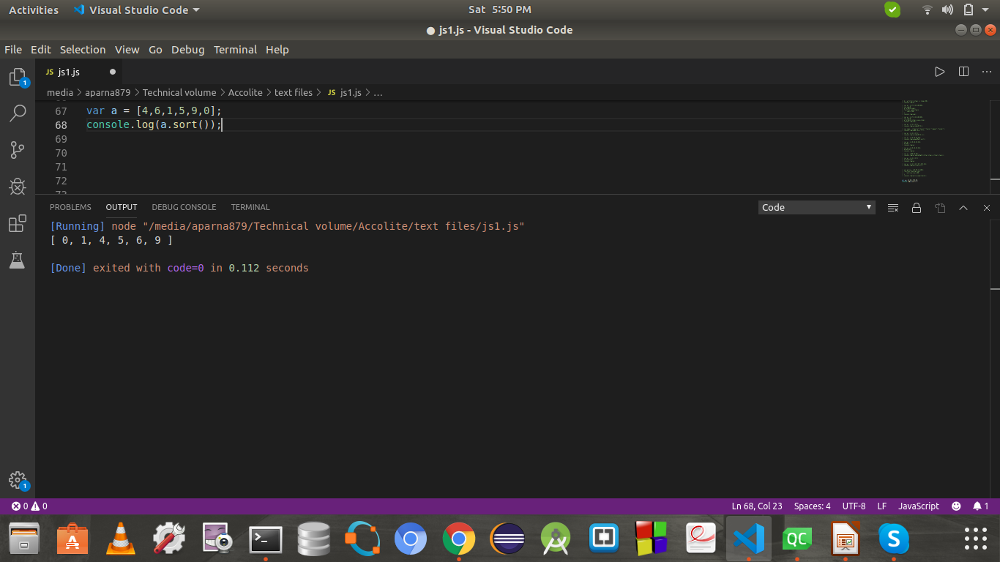 Activities Visual Studio Code Sat 5:50 PM
● js1.js - Visual Studio Code
File Edit Selection View Go Debug Terminal Help
1
JS js1.js
media > aparna879 > Technical volume > Accolite > text files > JS js1.js > …
67 var a = [4,6,1,5,9,0];
68 console.log(a.sort());
69
70
71
72
PROBLEMS OUTPUT DEBUG CONSOLE TERMINAL Code
[Running] node "/media/aparna879/Technical volume/Accolite/text files/js1.js"
[ 0, 1, 4, 5, 6, 9 ]
[Done] exited with code=0 in 0.112 seconds
1
0 0 Ln 68, Col 23 Spaces: 4 UTF-8 LF JavaScript 1
QC